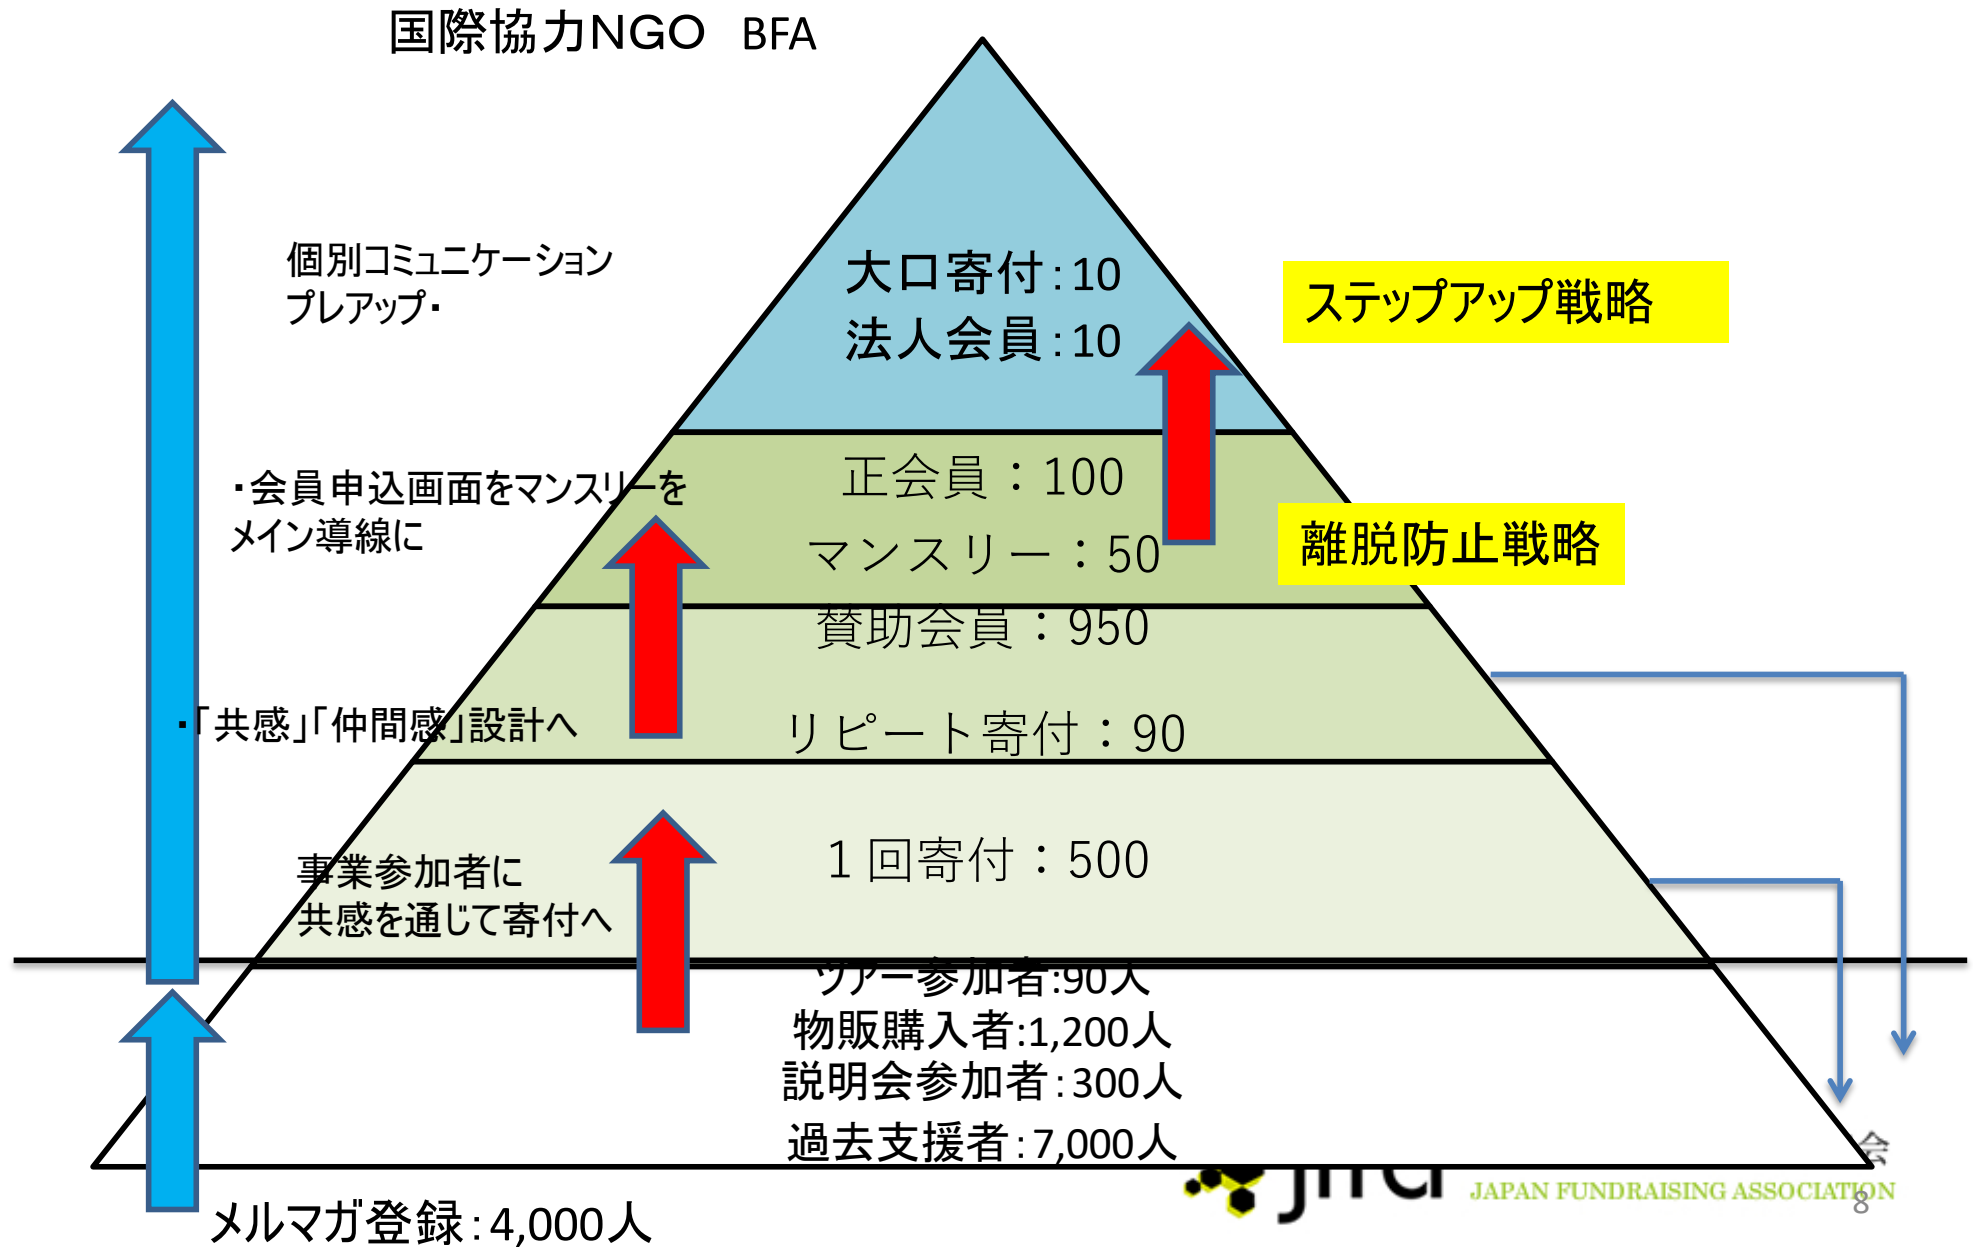 国際協力NGO BFA
個別コミュニケーション
プレアップ・
大口寄付：10
法人会員：10
ステップアップ戦略
・会員申込画面をマンスリーを
メイン導線に
正会員：100
マンスリー：50
離脱防止戦略
賛助会員：950
・「共感」「仲間感」設計へ
リピート寄付：90
１回寄付：500
事業参加者に
共感を通じて寄付へ
ツアー参加者:90人
物販購入者:1,200人
説明会参加者：300人
過去支援者：7,000人
会
JAPAN FUNDRAISING ASSOCIATION
8
メルマガ登録：4,000人